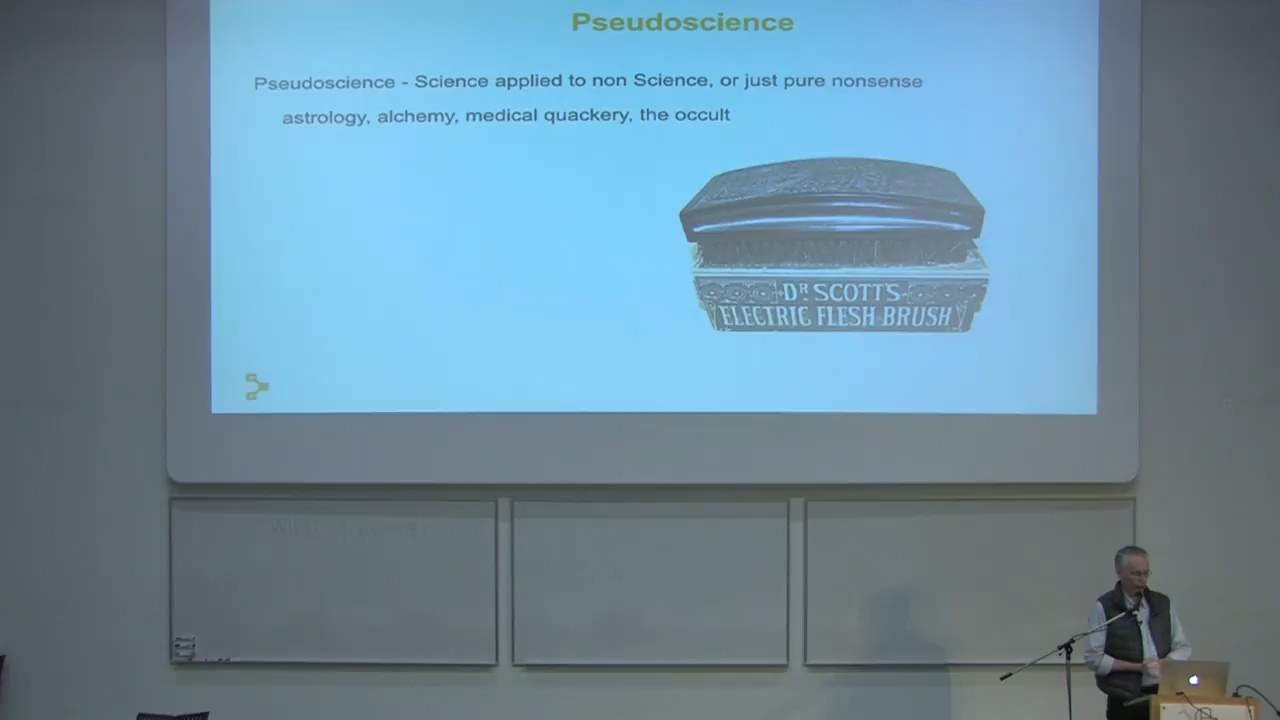 Pseudoscience
Pseudoscience - Science applied to non Science, or just pure nonsense
astrology, alchemy, medical quackery, the occult
DR SCOTT'S
ELECTRIC FLESH BRUSH